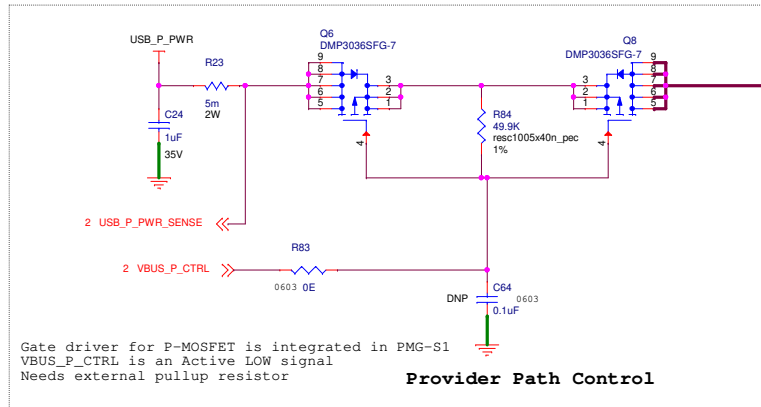 Q6
DMP3036SFG-7
Q8
DMP3036SFG-7
USB_P_PWR
R23
5m
2W
9
8
7
6
5
3
2
1
4
3
2
1
9
8
7
6
5
4
C24
1uF
35V
R84
49.9K
resc1005x40n_pec
1%
2 USB_P_PWR_SENSE
R83
2 VBUS_P_CTRL
0603 0E
C64
DNP 0603
0.1uF
Gate driver for P-MOSFET is integrated in PMG-S1
VBUS_P_CTRL is an Active LOW signal
Needs external pullup resistor
Provider Path Control